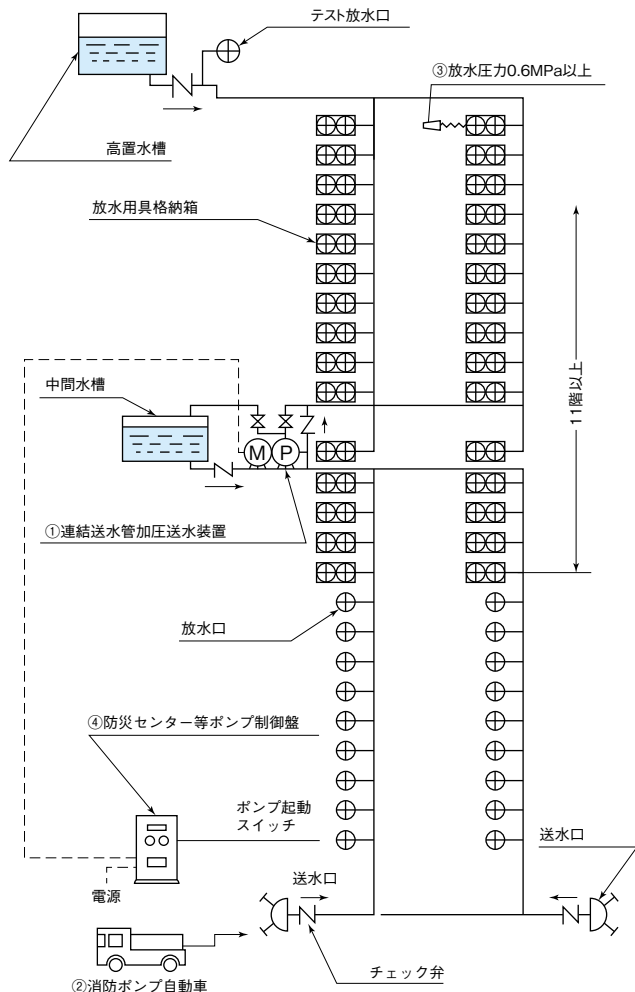 テスト放水口
③放水圧力0.6MPa以上
高置水槽
放水用具格納箱
11階以上
中間水槽
M
P
①連結送水管加圧送水装置
放水口
④防災センター等ポンプ制御盤
ポンプ起動
スイッチ
送水口
送水口
電源
チェック弁
②消防ポンプ自動車